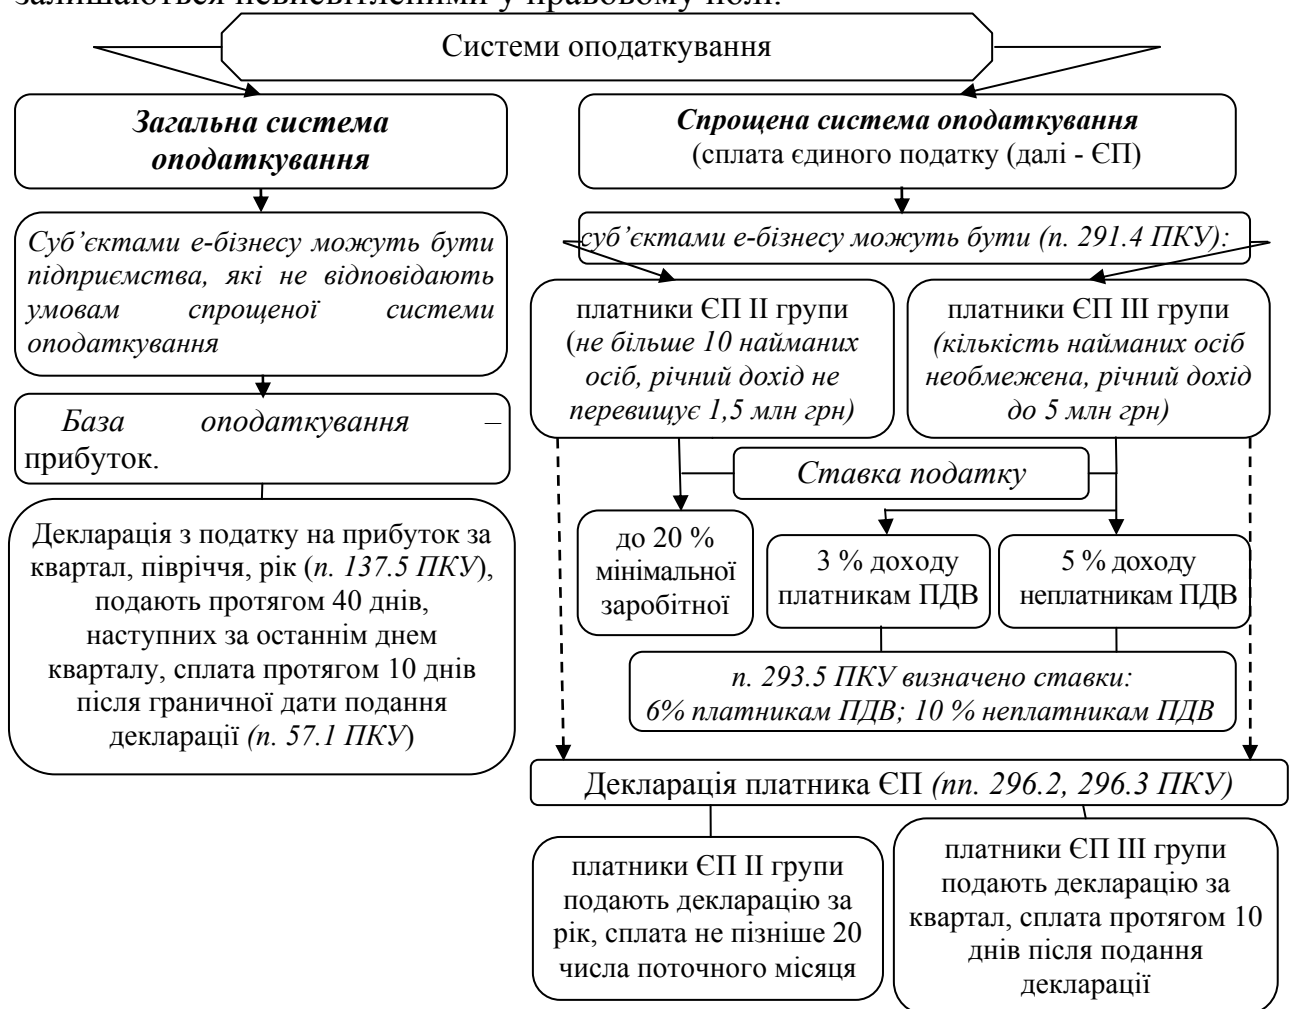 залишаються невисвітленими у правовому полі.
Системи оподаткування
Загальна система
оподаткування
Суб’єктами е-бізнесу можуть бути
підприємства, які не відповідають
умовам спрощеної системи
оподаткування
База оподаткування –
прибуток.
Декларація з податку на прибуток за
квартал, півріччя, рік (п. 137.5 ПКУ),
подають протягом 40 днів,
наступних за останнім днем
кварталу, сплата протягом 10 днів
після граничної дати подання
декларації (п. 57.1 ПКУ)
Спрощена система оподаткування
(сплата єдиного податку (далі - ЄП)
суб’єктами е-бізнесу можуть бути (п. 291.4 ПКУ):
платники ЄП ІІ групи
(не більше 10 найманих
осіб, річний дохід не
перевищує 1,5 млн грн)
платники ЄП ІІІ групи
(кількість найманих осіб
необмежена, річний дохід
до 5 млн грн)
Ставка податку
до 20 %
мінімальної
заробітної
3 % доходу
платникам ПДВ
5 % доходу
неплатникам ПДВ
п. 293.5 ПКУ визначено ставки:
6% платникам ПДВ; 10 % неплатникам ПДВ
Декларація платника ЄП (пп. 296.2, 296.3 ПКУ)
платники ЄП ІІ групи
подають декларацію за
рік, сплата не пізніше 20
числа поточного місяця
платники ЄП ІІІ групи
подають декларацію за
квартал, сплата протягом 10
днів після подання
декларації